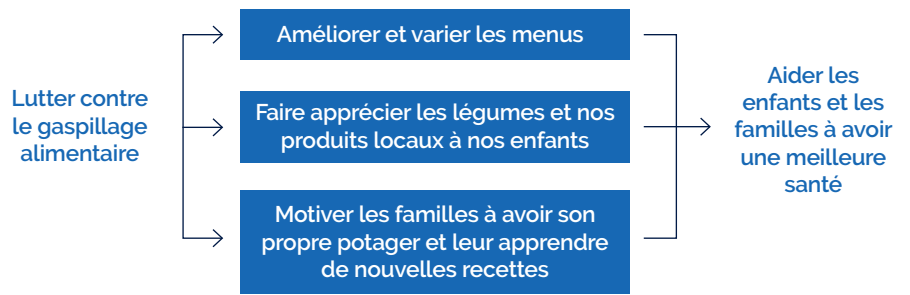 Lutter contre
le gaspillage
alimentaire
Améliorer et varier les menus
Faire apprécier les légumes et nos
produits locaux à nos enfants
Motiver les familles à avoir son
propre potager et leur apprendre
de nouvelles recettes
Aider les
enfants et les
familles à avoir
une meilleure
santé